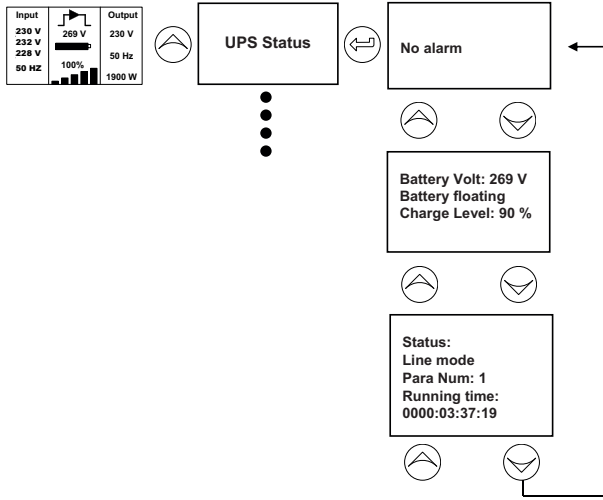 Input
230 V
232 V
228 V
50 HZ
269 V
100%
Output
230 V
50 Hz
1900 W
UPS Status
No alarm
Battery Volt: 269 V
Battery floating
Charge Level: 90 %
Status:
Line mode
Para Num: 1
Running time:
0000:03:37:19